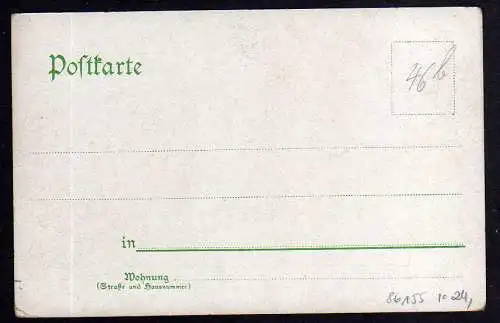 Postkarte
46 b
in
Wohnung
(Straße und Hausnummer)
86155 10.24,